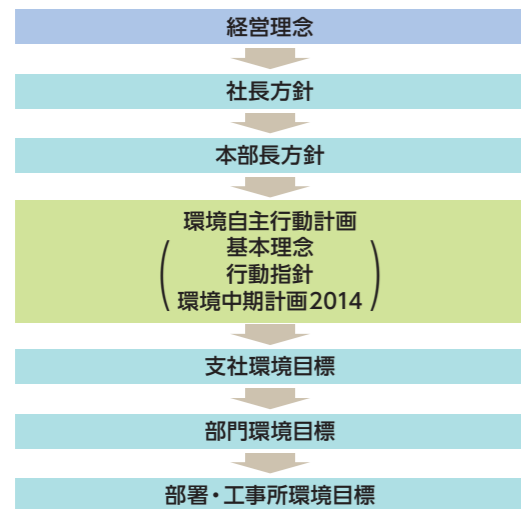 経営理念
社長方針
本部長方針
環境自主行動計画
基本理念
行動指針
環境中期計画2014
支社環境目標
部門環境目標
部署・工事所環境目標